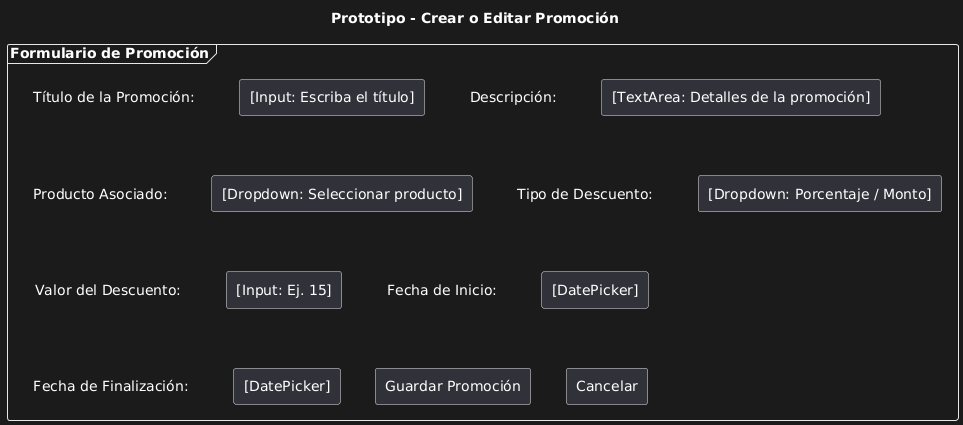 Prototipo - Crear o Editar Promoción
Formulario de Promoción
Título de la Promoción: [Input: Escriba el título] Descripción: [TextArea: Detalles de la promoción]
Producto Asociado: [Dropdown: Seleccionar producto] Tipo de Descuento: [Dropdown: Porcentaje / Monto]
Valor del Descuento: [Input: Ej. 15] Fecha de Inicio: [DatePicker]
Fecha de Finalización: [DatePicker] Guardar Promoción Cancelar